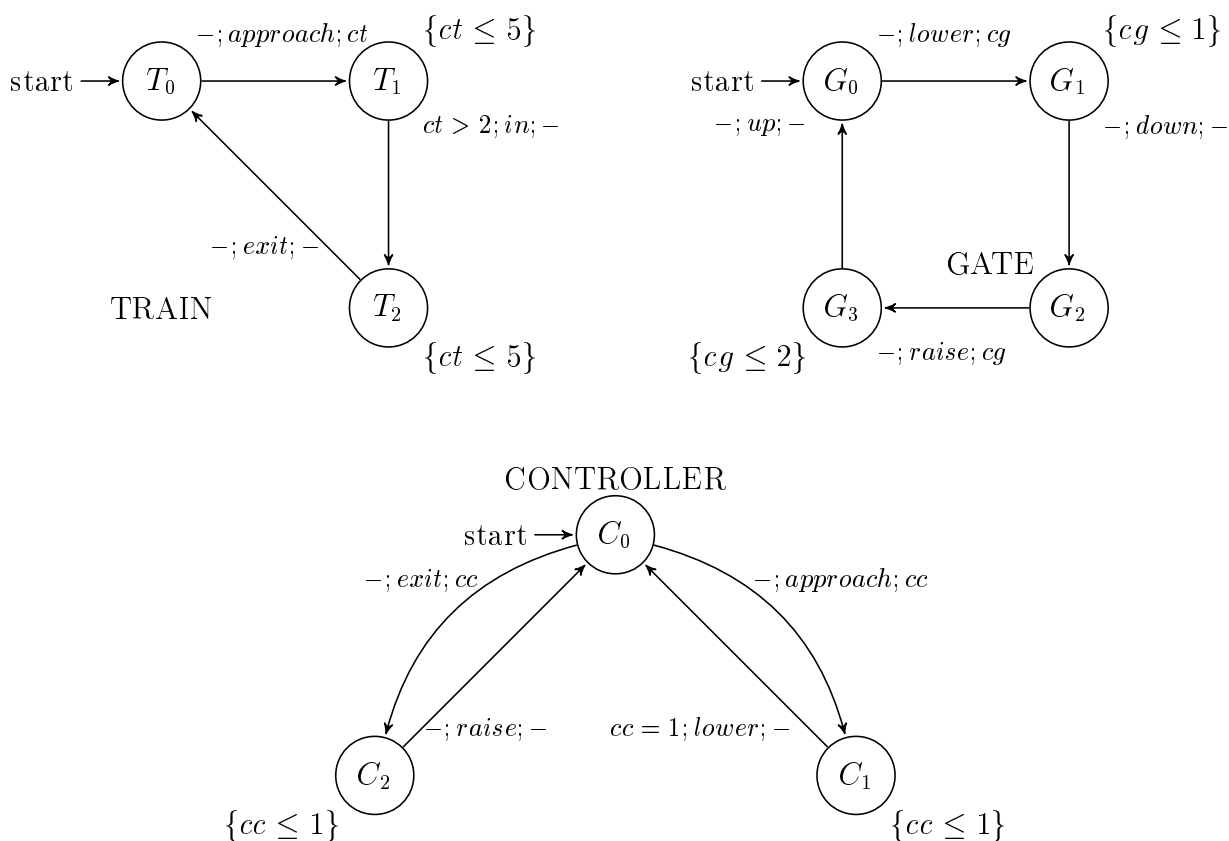 −; approach; ct
{ct ≤ 5}
start
T₀
T₁
ct > 2; in; −
−; exit; −
TRAIN
T₂
{ct ≤ 5}
−; lower; cg
{cg ≤ 1}
start
G₀
G₁
−; up; −
−; down; −
GATE
G₃
G₂
{cg ≤ 2}
−; raise; cg
CONTROLLER
start
C₀
−; exit; cc
−; approach; cc
−; raise; −
cc = 1; lower; −
C₂
C₁
{cc ≤ 1}
{cc ≤ 1}